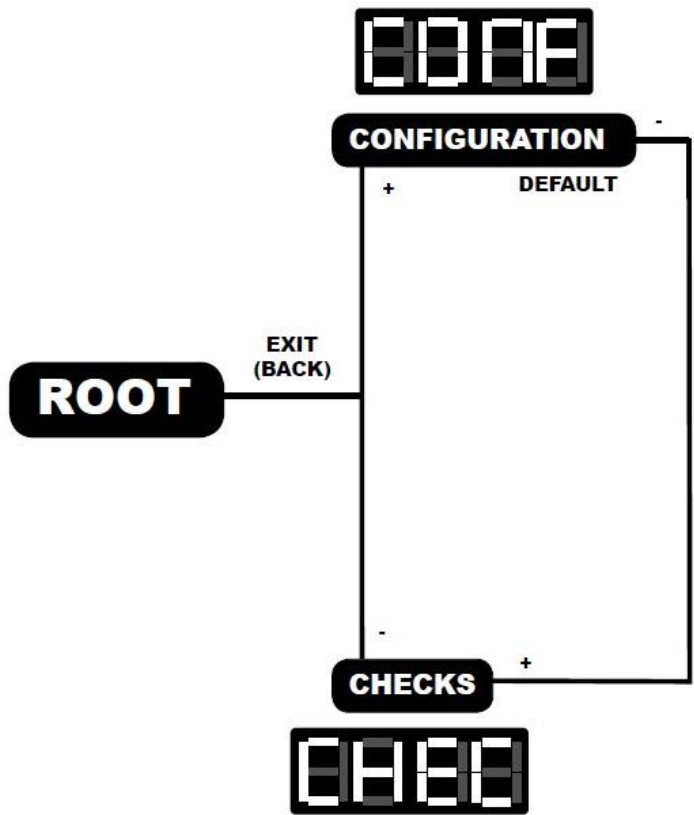 CONF
CONFIGURATION
-
+
DEFAULT
EXIT
(BACK)
ROOT
-
+
CHECKS
CHEC